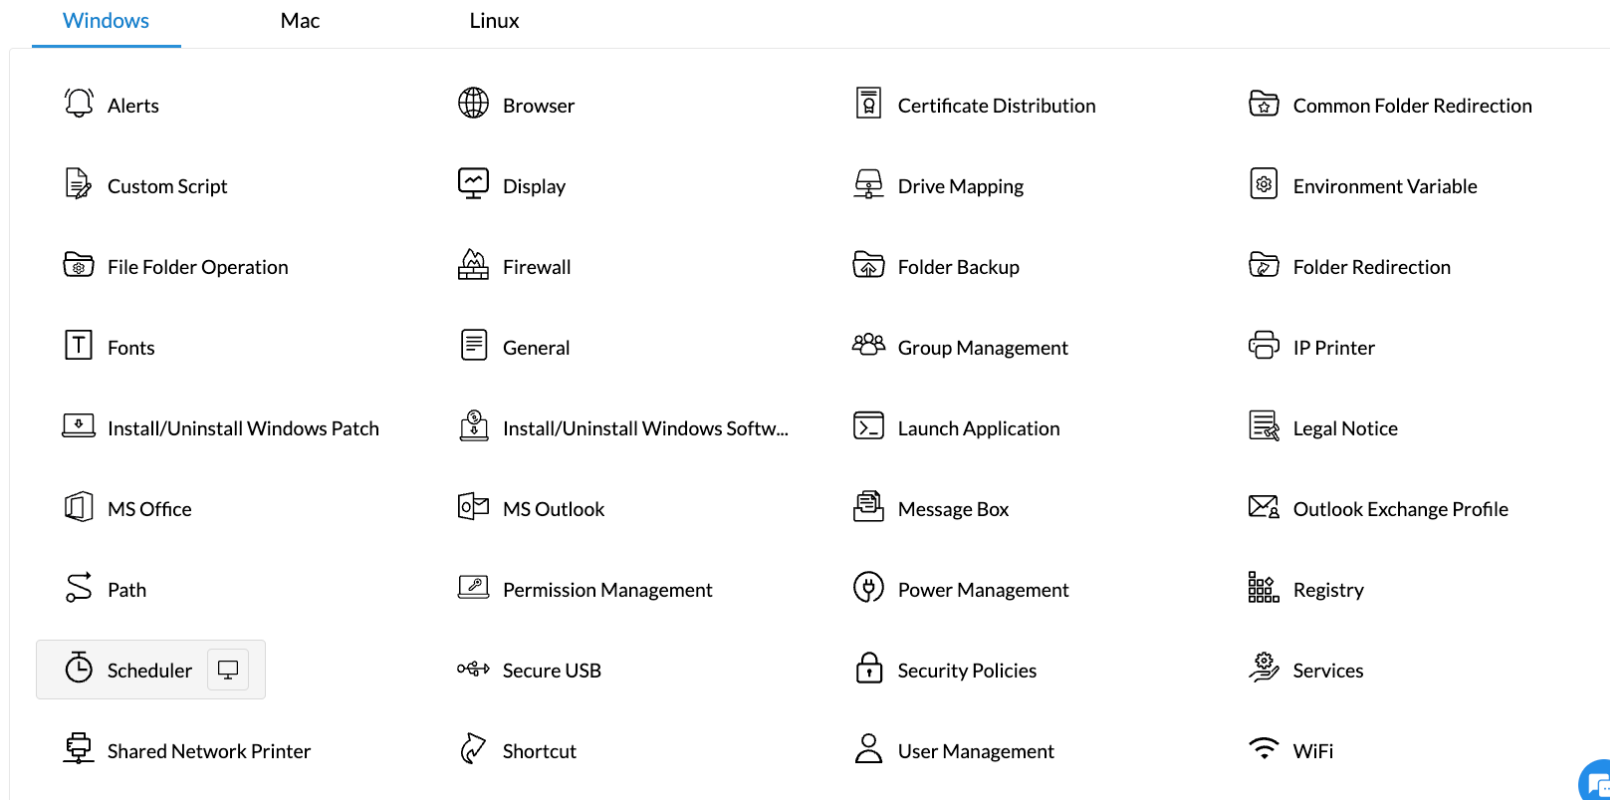 Windows Mac Linux
Alerts Browser Certificate Distribution Common Folder Redirection
Custom Script Display Drive Mapping Environment Variable
File Folder Operation Firewall Folder Backup Folder Redirection
Fonts General Group Management IP Printer
Install/Uninstall Windows Patch Install/Uninstall Windows Softw... Launch Application Legal Notice
MS Office MS Outlook Message Box Outlook Exchange Profile
Path Permission Management Power Management Registry
Scheduler Secure USB Security Policies Services
Shared Network Printer Shortcut User Management WiFi